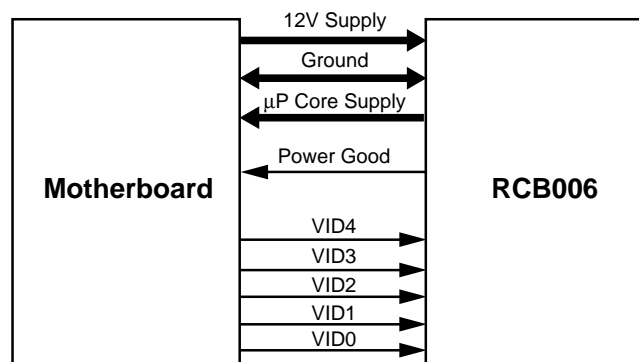 12V Supply
Ground
μP Core Supply
Power Good
Motherboard
RCB006
VID4
VID3
VID2
VID1
VID0